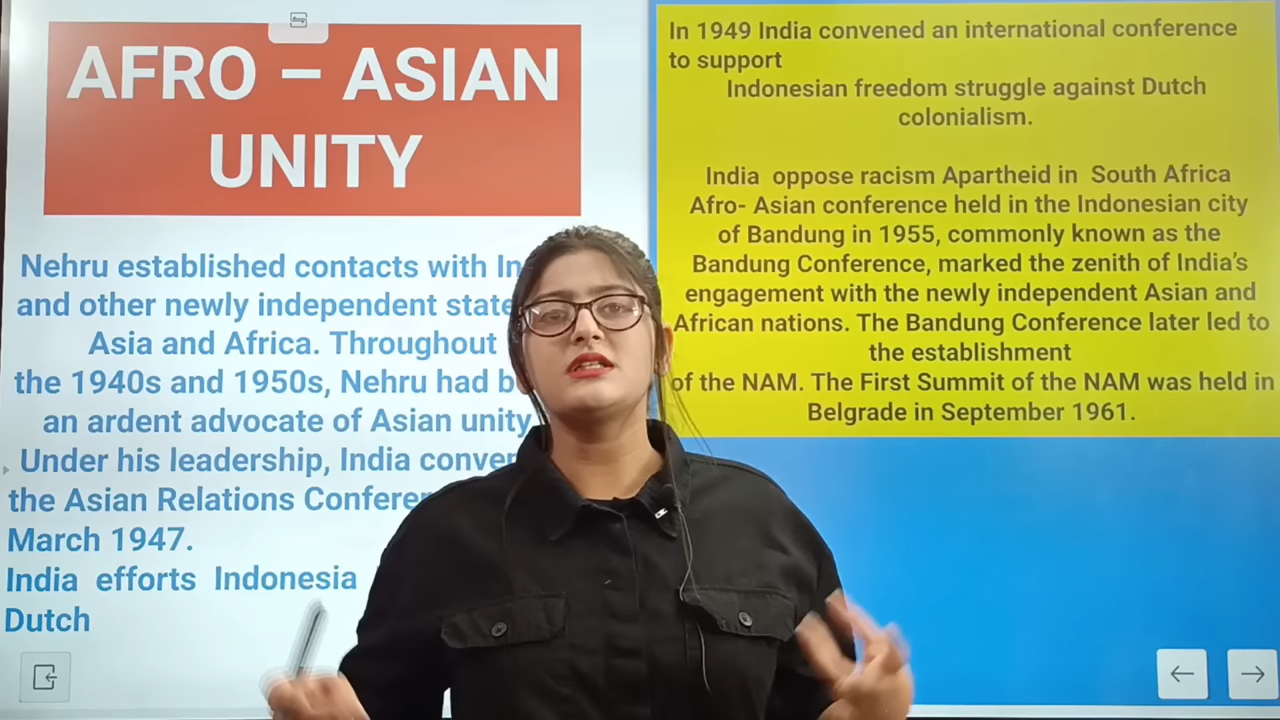 AFRO – ASIAN
UNITY
Nehru established contacts with
and other newly independent
Asia and Africa. Throughout
the 1940s and 1950s, Nehru had
an ardent advocate of Asian unity
Under his leadership, India
the Asian Relations
March 1947.
India efforts Indonesia
Dutch
In 1949 India convened an international conference
to support
Indonesian freedom struggle against Dutch
colonialism.
India oppose racism Apartheid in South Africa
Afro- Asian conference held in the Indonesian city
of Bandung in 1955, commonly known as the
Bandung Conference, marked the zenith of India's
engagement with the newly independent Asian and
African nations. The Bandung Conference later led to
the establishment
of the NAM. The First Summit of the NAM was held in
Belgrade in September 1961.